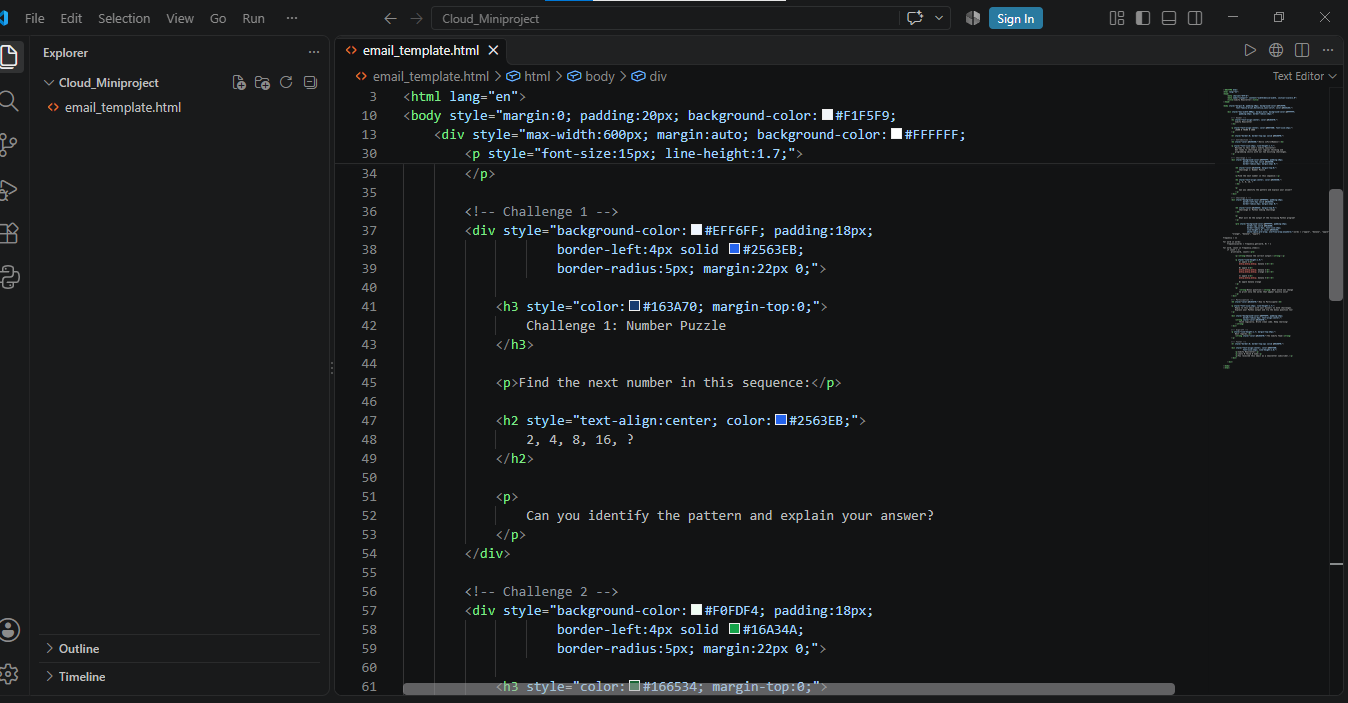 File Edit Selection View Go Run ···
Cloud_Miniproject
Sign In
Explorer
Cloud_Miniproject
email_template.html
Outline
Timeline
email_template.html
email_template.html > html > body > div
Text Editor
3 <html lang="en">
10 <body style="margin:0; padding:20px; background-color:#F1F5F9;
13 <div style="max-width:600px; margin:auto; background-color:#FFFFFF;
30 <p style="font-size:15px; line-height:1.7;">
34 </p>
35
36 <!-- Challenge 1 -->
37 <div style="background-color:#EFF6FF; padding:18px;
38 border-left:4px solid #2563EB;
39 border-radius:5px; margin:22px 0;">
40
41 <h3 style="color:#163A70; margin-top:0;">
42 Challenge 1: Number Puzzle
43 </h3>
44
45 <p>Find the next number in this sequence:</p>
46
47 <h2 style="text-align:center; color:#2563EB;">
48 2, 4, 8, 16, ?
49 </h2>
50
51 <p>
52 Can you identify the pattern and explain your answer?
53 </p>
54 </div>
55
56 <!-- Challenge 2 -->
57 <div style="background-color:#F0FDF4; padding:18px;
58 border-left:4px solid #16A34A;
59 border-radius:5px; margin:22px 0;">
60
61 <h3 style="color:#166534; margin-top:0;">